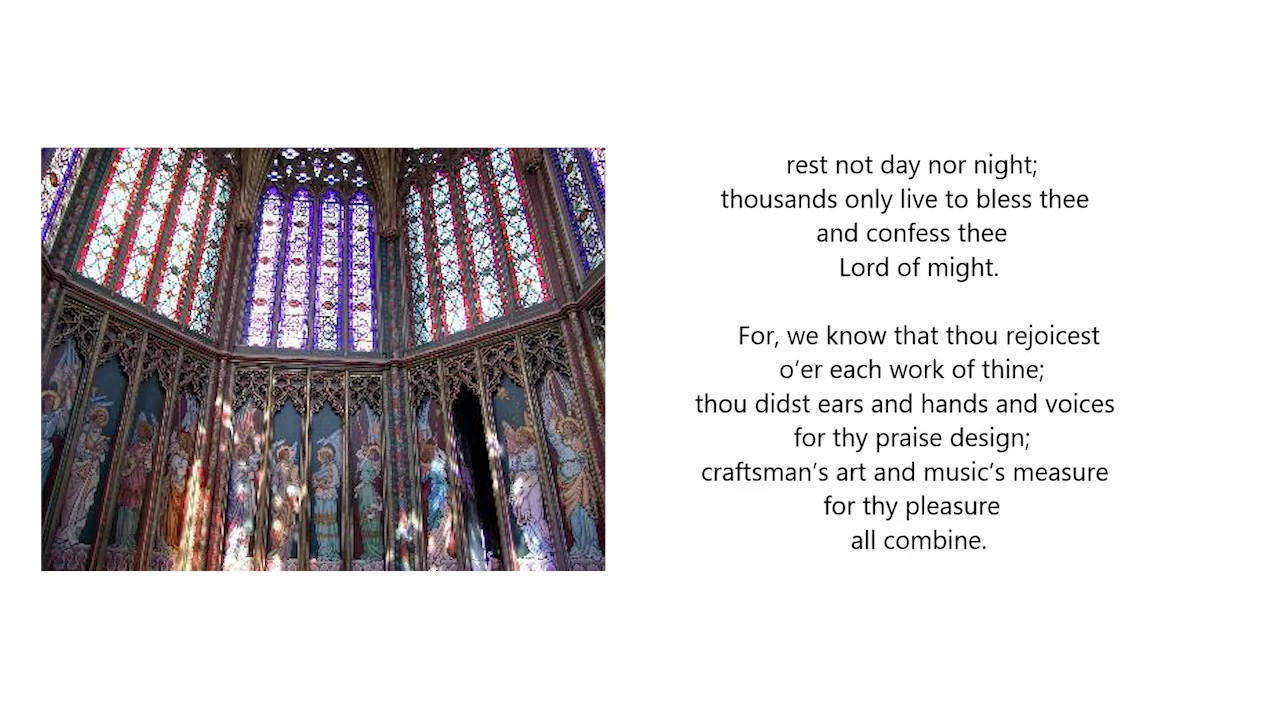 rest not day nor night;
thousands only live to bless thee
and confess thee
Lord of might.
For, we know that thou rejoicest
o’er each work of thine;
thou didst ears and hands and voices
for thy praise design;
craftsman’s art and music’s measure
for thy pleasure
all combine.